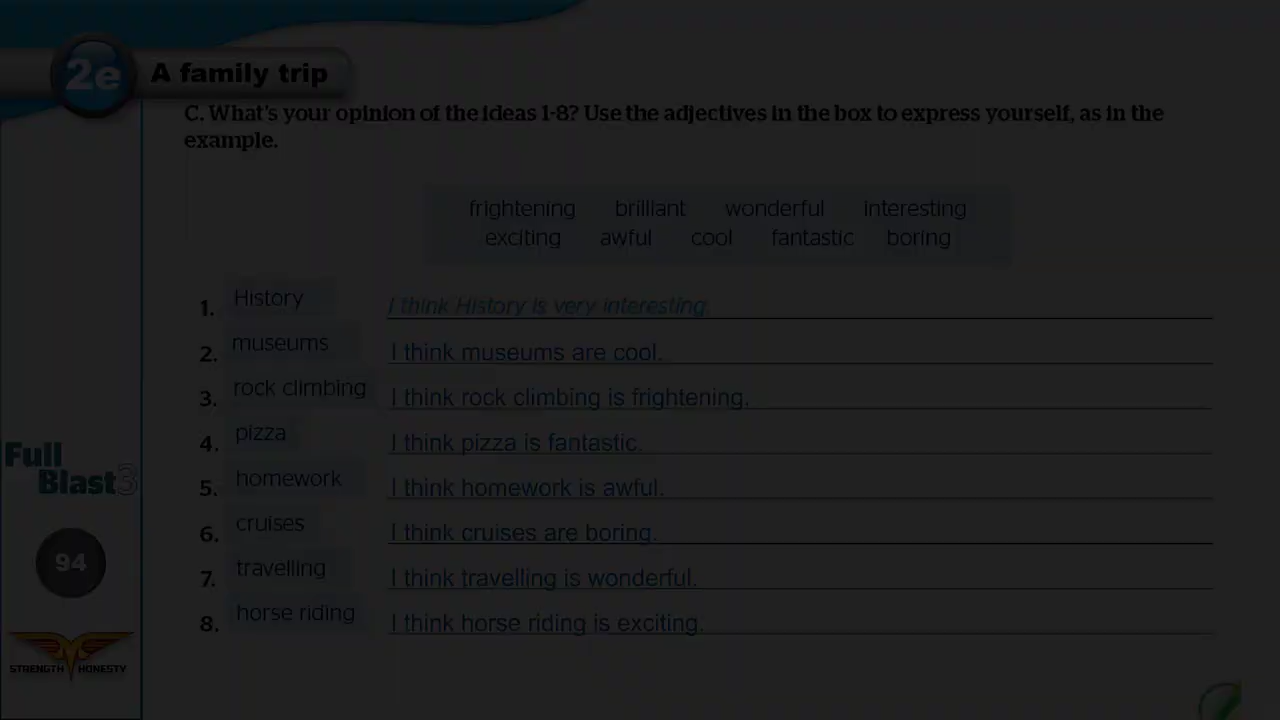 2e A family trip
C. What's your opinion of the ideas 1-8? Use the adjectives in the box to express yourself, as in the
example.
frightening brilliant wonderful interesting
exciting awful cool fantastic boring
1. History I think History is very interesting.
2. museums I think museums are cool.
3. rock climbing I think rock climbing is frightening.
4. pizza I think pizza is fantastic.
5. homework I think homework is awful.
6. cruises I think cruises are boring.
7. travelling I think travelling is wonderful.
8. horse riding I think horse riding is exciting.
Full
Blast3
94
STRENGTH HONESTY